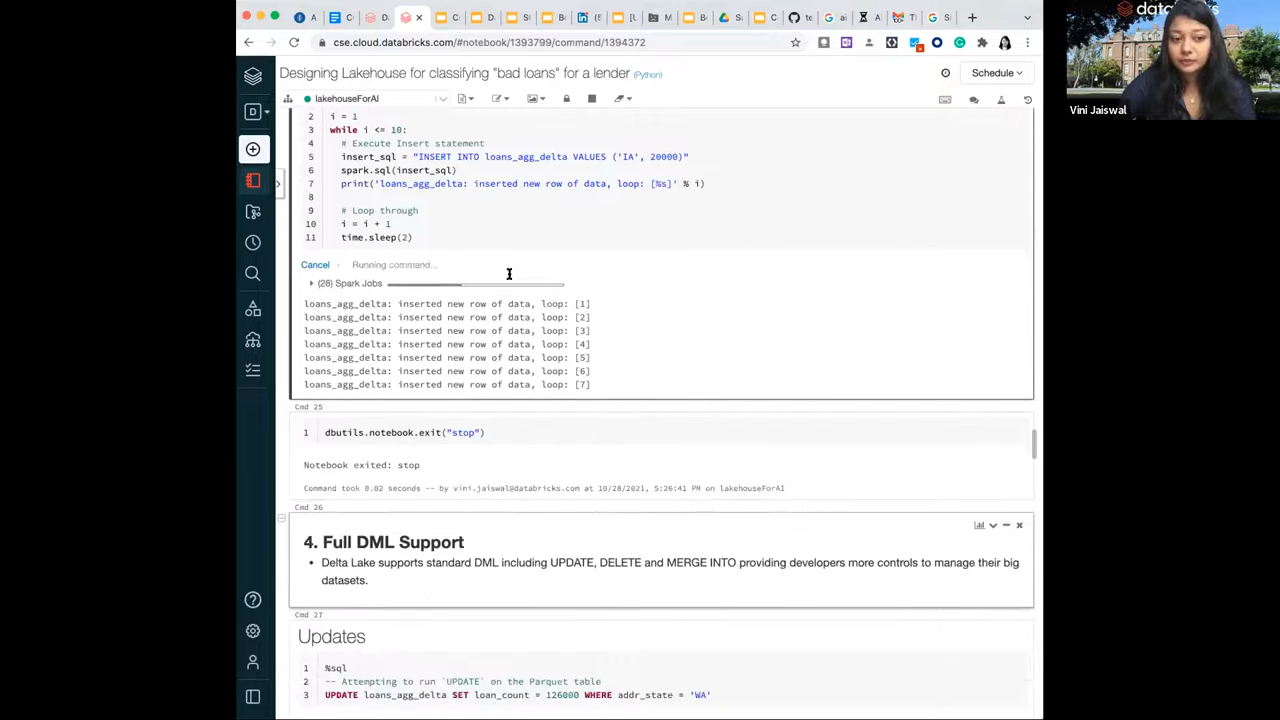 cse.cloud.databricks.com/#notebook/1393799/command/1394372
databricks
Vini Jaiswal
Designing Lakehouse for classifying "bad loans" for a lender (Python)
Schedule
D
lakehouseForAI
2 i = 1
3 while i <= 10:
4 # Execute Insert statement
5 insert_sql = "INSERT INTO loans_agg_delta VALUES ('IA', 20000)"
6 spark.sql(insert_sql)
7 print('loans_agg_delta: inserted new row of data, loop: [%s]' % i)
8
9 # Loop through
10 i = i + 1
11 time.sleep(2)
Cancel Running command...
(28) Spark Jobs
loans_agg_delta: inserted new row of data, loop: [1]
loans_agg_delta: inserted new row of data, loop: [2]
loans_agg_delta: inserted new row of data, loop: [3]
loans_agg_delta: inserted new row of data, loop: [4]
loans_agg_delta: inserted new row of data, loop: [5]
loans_agg_delta: inserted new row of data, loop: [6]
loans_agg_delta: inserted new row of data, loop: [7]
Cmd 25
1 dbutils.notebook.exit("stop")
Notebook exited: stop
Command took 0.02 seconds -- by vini.jaiswal@databricks.com at 10/28/2021, 5:26:41 PM on lakehouseForAI
Cmd 26
4. Full DML Support
• Delta Lake supports standard DML including UPDATE, DELETE and MERGE INTO providing developers more controls to manage their big
datasets.
Cmd 27
Updates
1 %sql
2 -- Attempting to run `UPDATE` on the Parquet table
3 UPDATE loans_agg_delta SET loan_count = 126000 WHERE addr_state = 'WA'